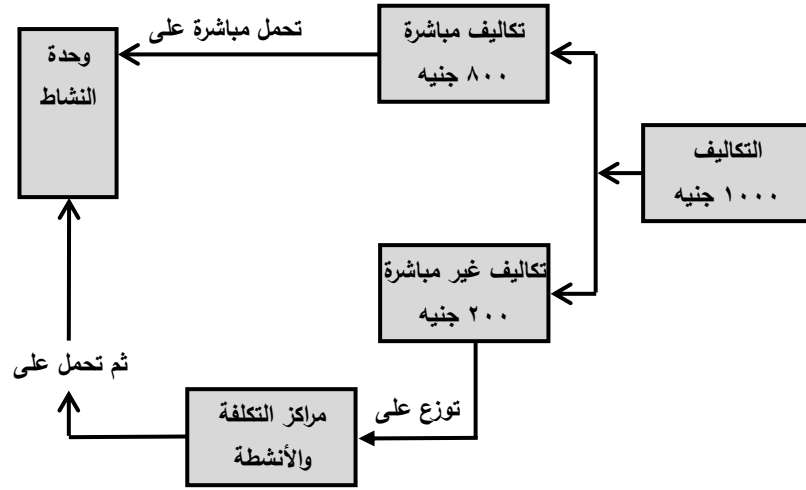 تكاليف مباشرة
٨٠٠ جنيه
تحمل مباشرة على
وحدة
النشاط
التكاليف
١٠٠٠ جنيه
تكاليف غير مباشرة
٢٠٠ جنيه
توزع على
مراكز التكلفة
والأنشطة
ثم تحمل على